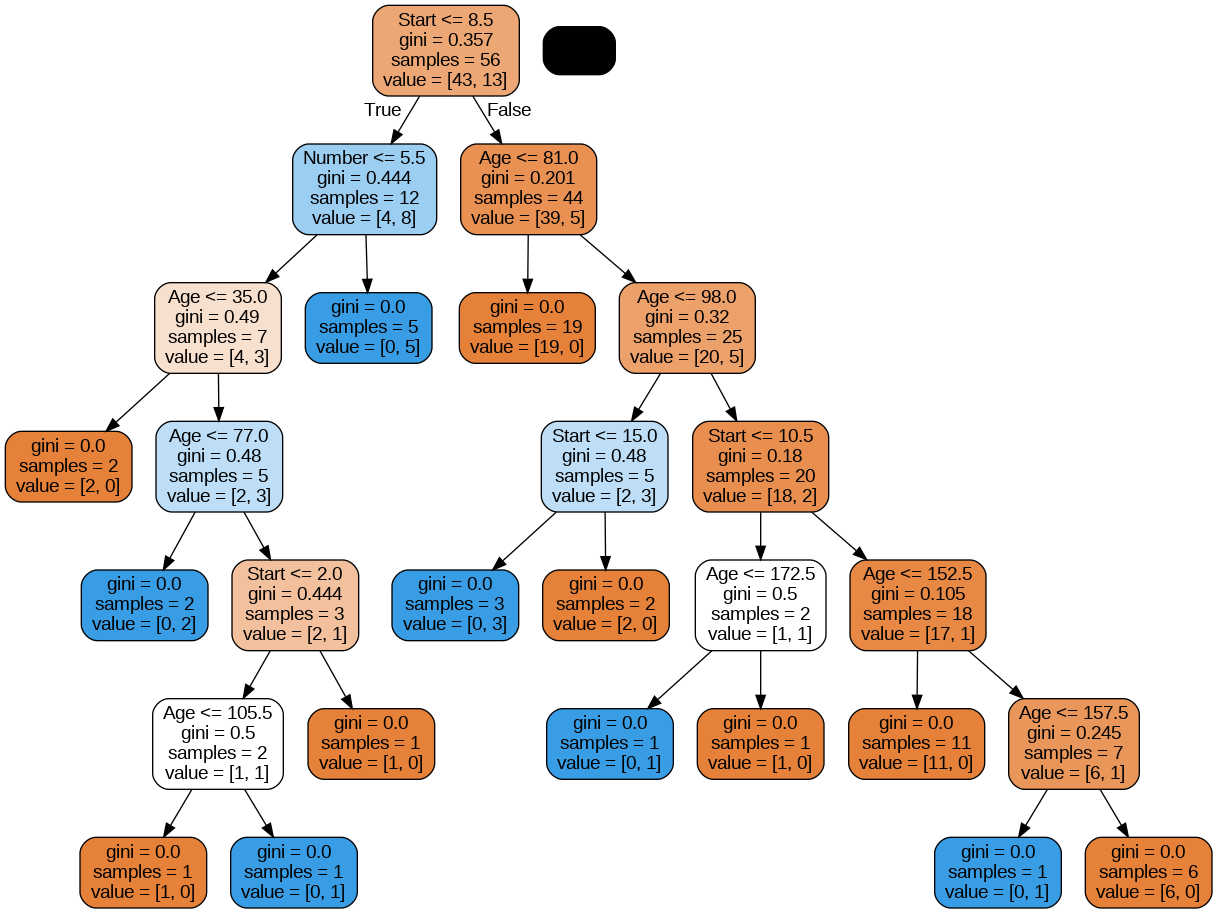 Start <= 8.5
gini = 0.357
samples = 56
value = [43, 13]
True
False
Number <= 5.5
gini = 0.444
samples = 12
value = [4, 8]
Age <= 81.0
gini = 0.201
samples = 44
value = [39, 5]
Age <= 35.0
gini = 0.49
samples = 7
value = [4, 3]
gini = 0.0
samples = 5
value = [0, 5]
gini = 0.0
samples = 19
value = [19, 0]
Age <= 98.0
gini = 0.32
samples = 25
value = [20, 5]
gini = 0.0
samples = 2
value = [2, 0]
Age <= 77.0
gini = 0.48
samples = 5
value = [2, 3]
Start <= 15.0
gini = 0.48
samples = 5
value = [2, 3]
Start <= 10.5
gini = 0.18
samples = 20
value = [18, 2]
gini = 0.0
samples = 2
value = [0, 2]
Start <= 2.0
gini = 0.444
samples = 3
value = [2, 1]
gini = 0.0
samples = 3
value = [0, 3]
gini = 0.0
samples = 2
value = [2, 0]
Age <= 172.5
gini = 0.5
samples = 2
value = [1, 1]
Age <= 152.5
gini = 0.105
samples = 18
value = [17, 1]
Age <= 105.5
gini = 0.5
samples = 2
value = [1, 1]
gini = 0.0
samples = 1
value = [1, 0]
gini = 0.0
samples = 1
value = [0, 1]
gini = 0.0
samples = 1
value = [1, 0]
gini = 0.0
samples = 11
value = [11, 0]
Age <= 157.5
gini = 0.245
samples = 7
value = [6, 1]
gini = 0.0
samples = 1
value = [1, 0]
gini = 0.0
samples = 1
value = [0, 1]
gini = 0.0
samples = 1
value = [0, 1]
gini = 0.0
samples = 6
value = [6, 0]